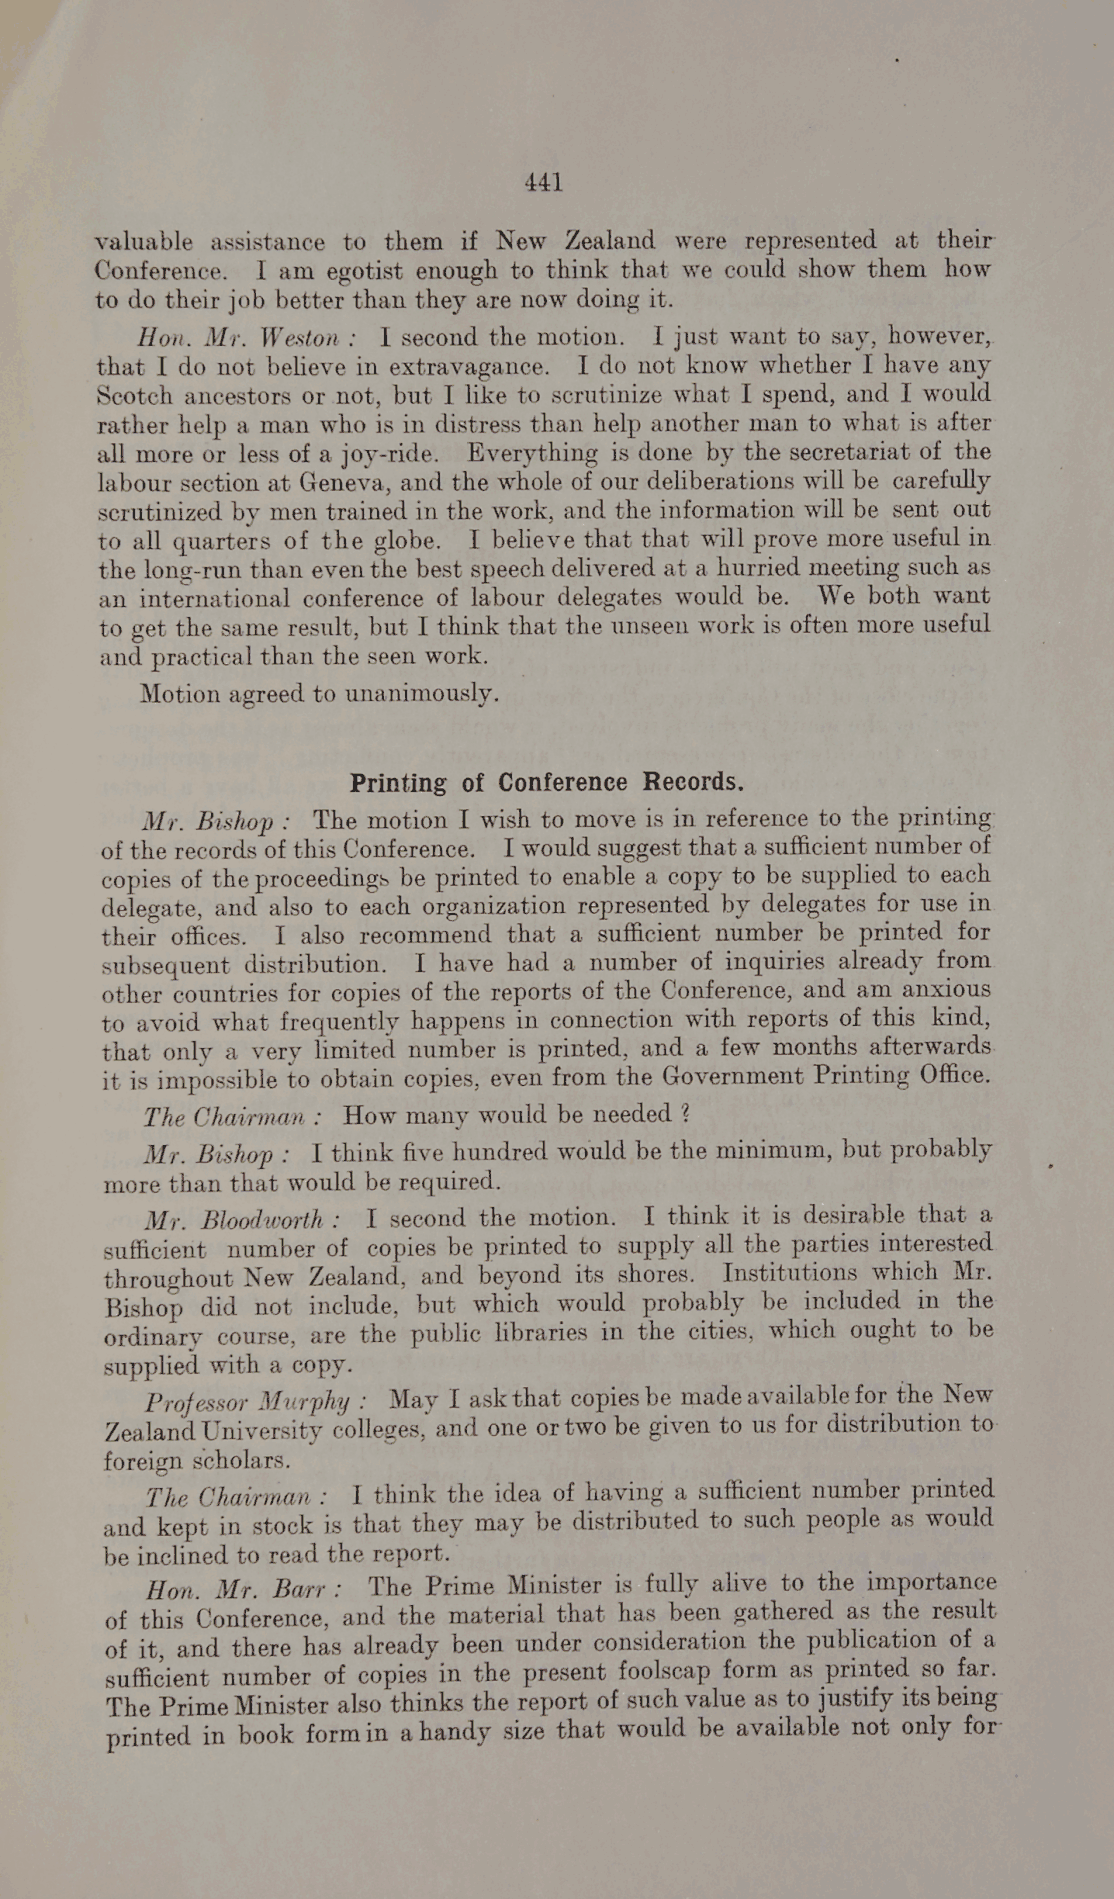 441
valuable assistance to them if New Zealand were represented at their
Conference. I am egotist enough to think that we could show them how
to do their job better than they are now doing it.
Hon. Mr. Weston : I second the motion. I just want to say, however,
that I do not believe in extravagance. I do not know whether I have any
Scotch ancestors or not, but I like to scrutinize what I spend, and I would
rather help a man who is in distress than help another man to what is after
all more or less of a joy-ride. Everything is done by the secretariat of the
labour section at Geneva, and the whole of our deliberations will be carefully
scrutinized by men trained in the work, and the information will be sent out
to all quarters of the globe. I believe that that will prove more useful in
the long-run than even the best speech delivered at a hurried meeting such as
an international conference of labour delegates would be. We both want
to get the same result, but I think that the unseen work is often more useful
and practical than the seen work.
Motion agreed to unanimously.
Printing of Conference Records.
Mr. Bishop : The motion I wish to move is in reference to the printing
of the records of this Conference. I would suggest that a sufficient number of
copies of the proceedings be printed to enable a copy to be supplied to each
delegate, and also to each organization represented by delegates for use in
their offices. I also recommend that a sufficient number be printed for
subsequent distribution. I have had a number of inquiries already from
other countries for copies of the reports of the Conference, and am anxious
to avoid what frequently happens in connection with reports of this kind,
that only a very limited number is printed, and a few months afterwards
it is impossible to obtain copies, even from the Government Printing Office.
The Chairman : How many would be needed ?
Mr. Bishop : I think five hundred would be the minimum, but probably
more than that would be required.
Mr. Bloodworth : I second the motion. I think it is desirable that a
sufficient number of copies be printed to supply all the parties interested
throughout New Zealand, and beyond its shores. Institutions which Mr.
Bishop did not include, but which would probably be included in the
ordinary course, are the public libraries in the cities, which ought to be
supplied with a copy.
Professor Murphy : May I ask that copies be made available for the New
Zealand University colleges, and one or two be given to us for distribution to
foreign scholars.
The Chairman : I think the idea of having a sufficient number printed
and kept in stock is that they may be distributed to such people as would
be inclined to read the report.
Hon. Mr. Barr : The Prime Minister is fully alive to the importance
of this Conference, and the material that has been gathered as the result
of it, and there has already been under consideration the publication of a
sufficient number of copies in the present foolscap form as printed so far.
The Prime Minister also thinks the report of such value as to justify its being
printed in book form in a handy size that would be available not only for